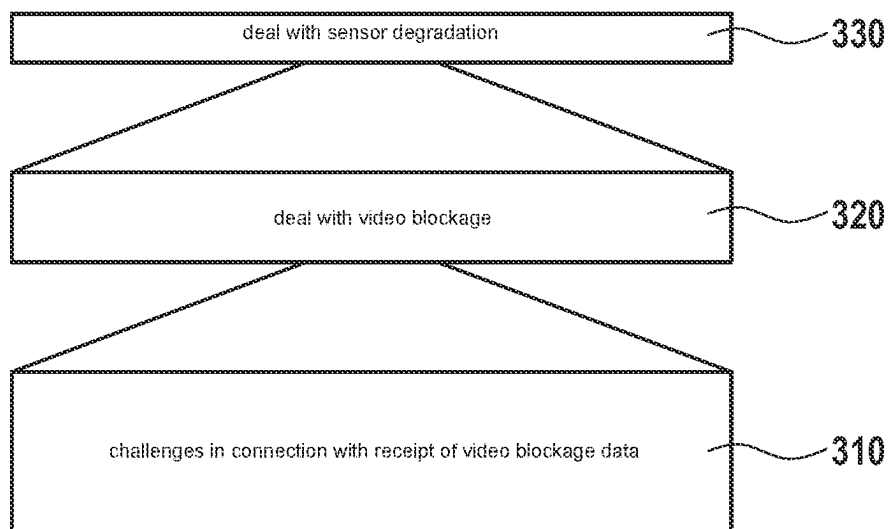 deal with sensor degradation
330
deal with video blockage
320
challenges in connection with receipt of video blockage data
310